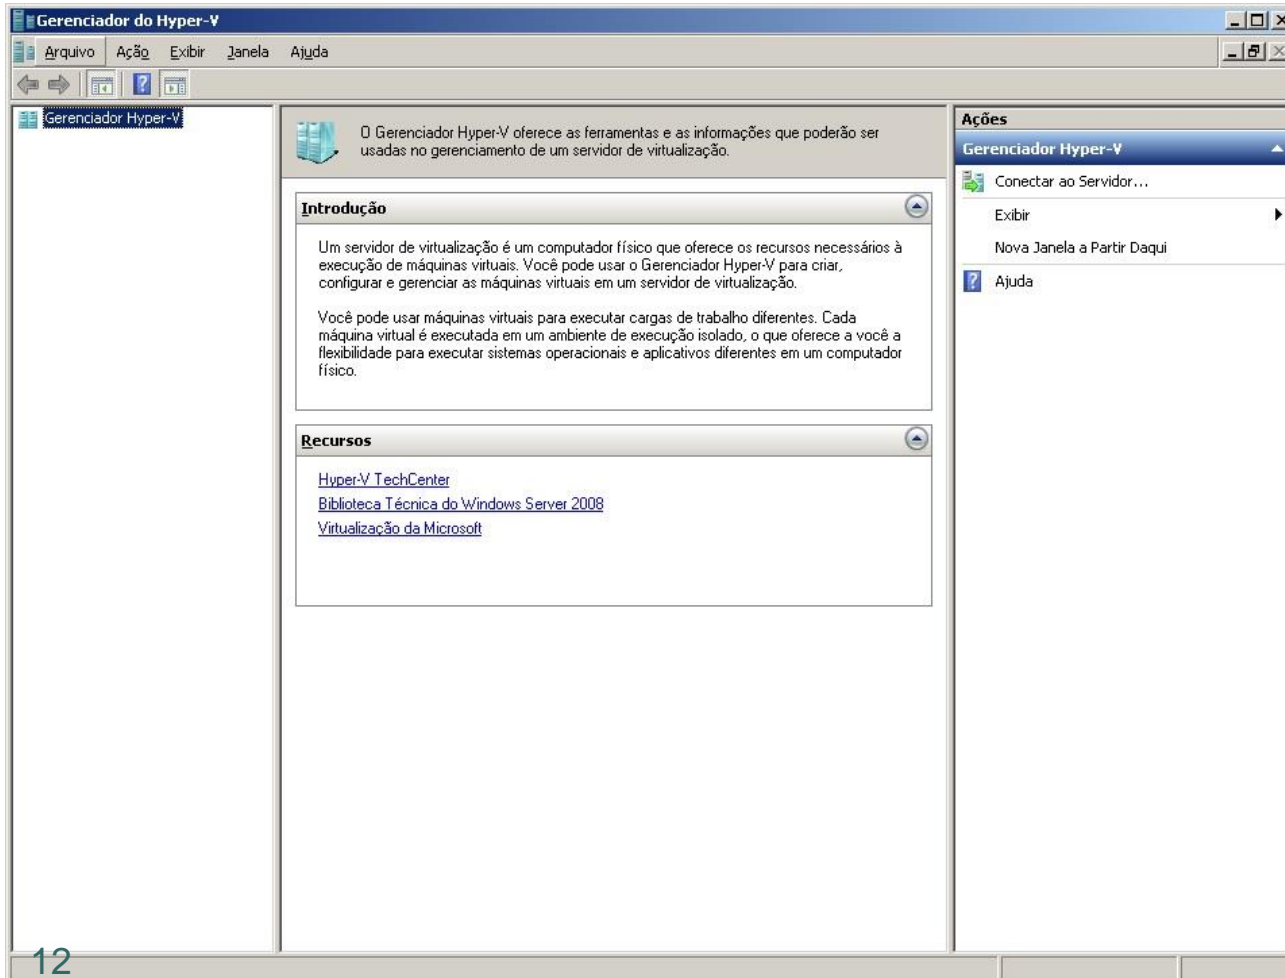 Gerenciador do Hyper-V
Arquivo Ação Exibir Janela Ajuda
Gerenciador Hyper-V
O Gerenciador Hyper-V oferece as ferramentas e as informações que poderão ser
usadas no gerenciamento de um servidor de virtualização.
Introdução
Um servidor de virtualização é um computador físico que oferece os recursos necessários à
execução de máquinas virtuais. Você pode usar o Gerenciador Hyper-V para criar,
configurar e gerenciar as máquinas virtuais em um servidor de virtualização.
Você pode usar máquinas virtuais para executar cargas de trabalho diferentes. Cada
máquina virtual é executada em um ambiente de execução isolado, o que oferece a você a
flexibilidade para executar sistemas operacionais e aplicativos diferentes em um computador
físico.
Recursos
Hyper-V TechCenter
Biblioteca Técnica do Windows Server 2008
Virtualização da Microsoft
Ações
Gerenciador Hyper-V
Conectar ao Servidor...
Exibir
Nova Janela a Partir Daqui
Ajuda
12